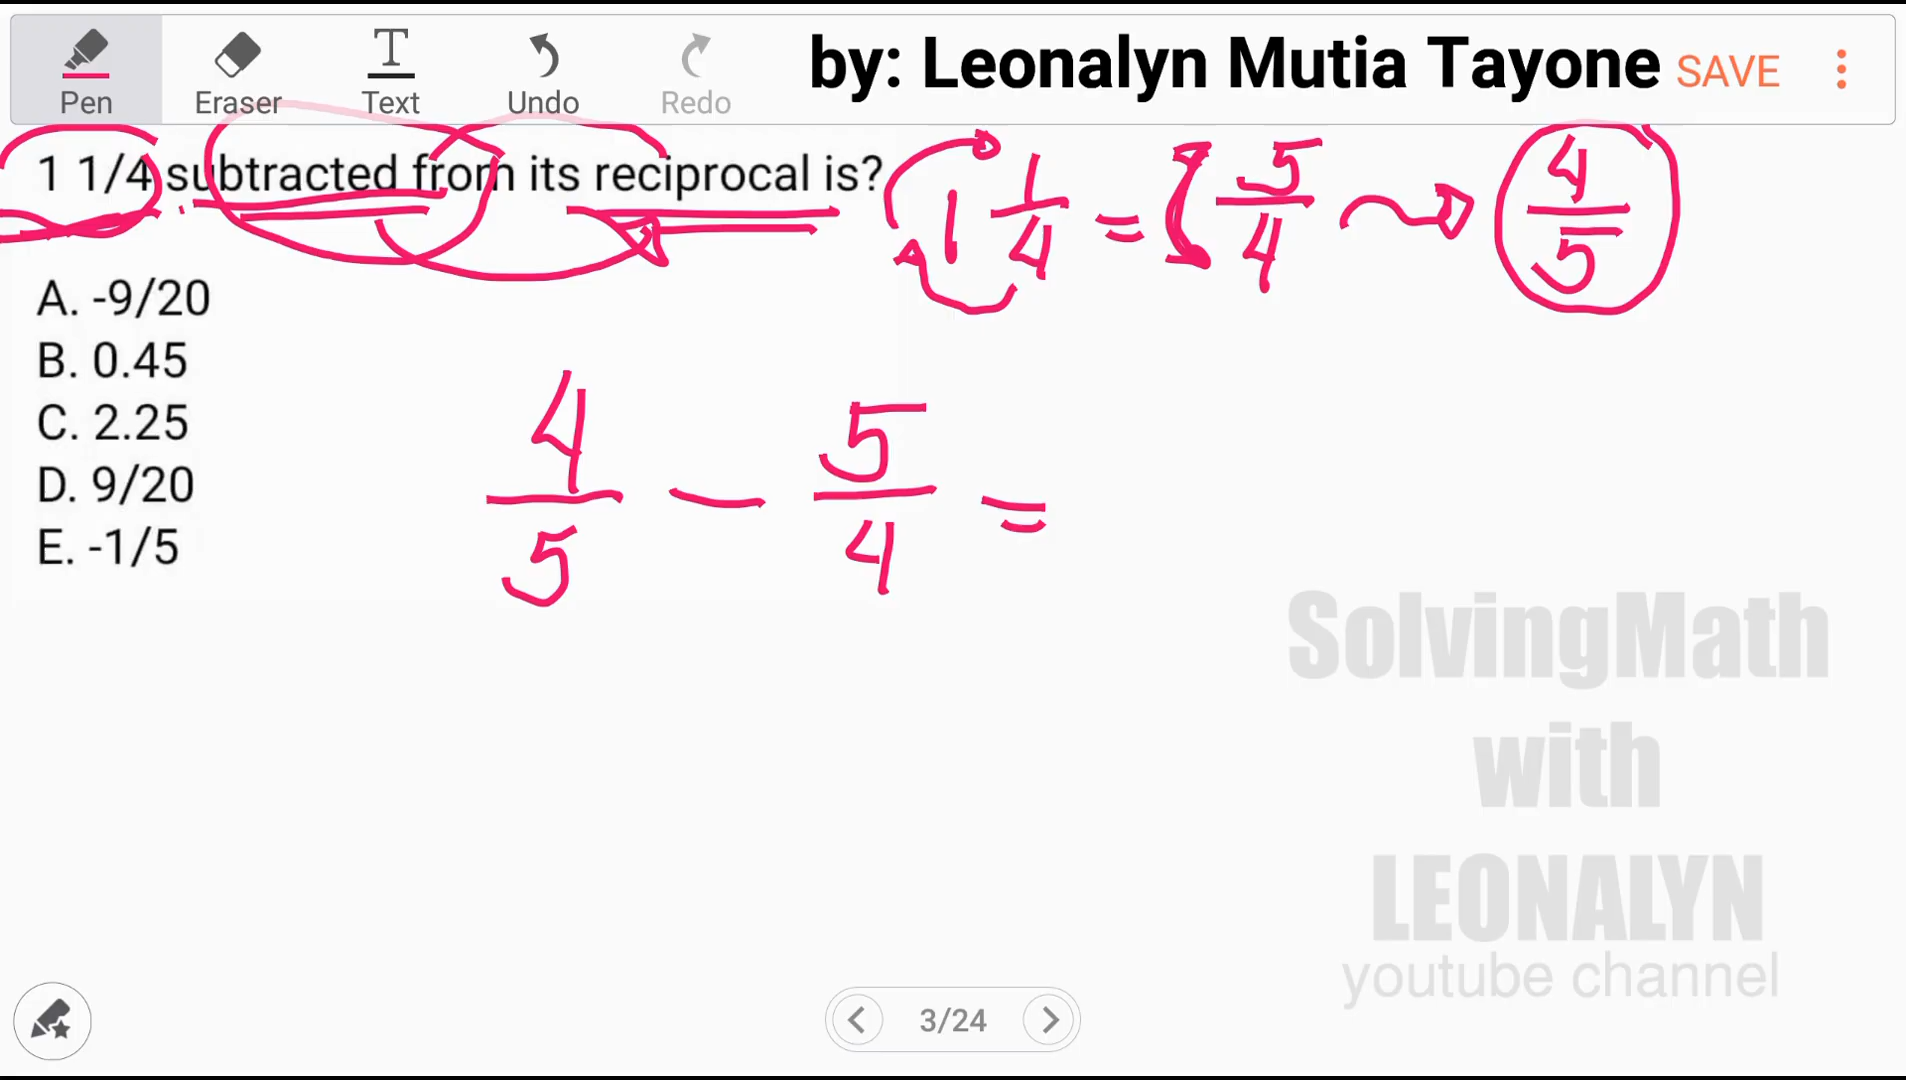 Pen Eraser Text Undo Redo by: Leonalyn Mutia Tayone SAVE
1 1/4 subtracted from its reciprocal is?
1 1/4 = 5/4 4/5
A. -9/20
B. 0.45
C. 2.25
D. 9/20
E. -1/5
4/5 - 5/4 =
SolvingMath
with
LEONALYN
youtube channel
3/24